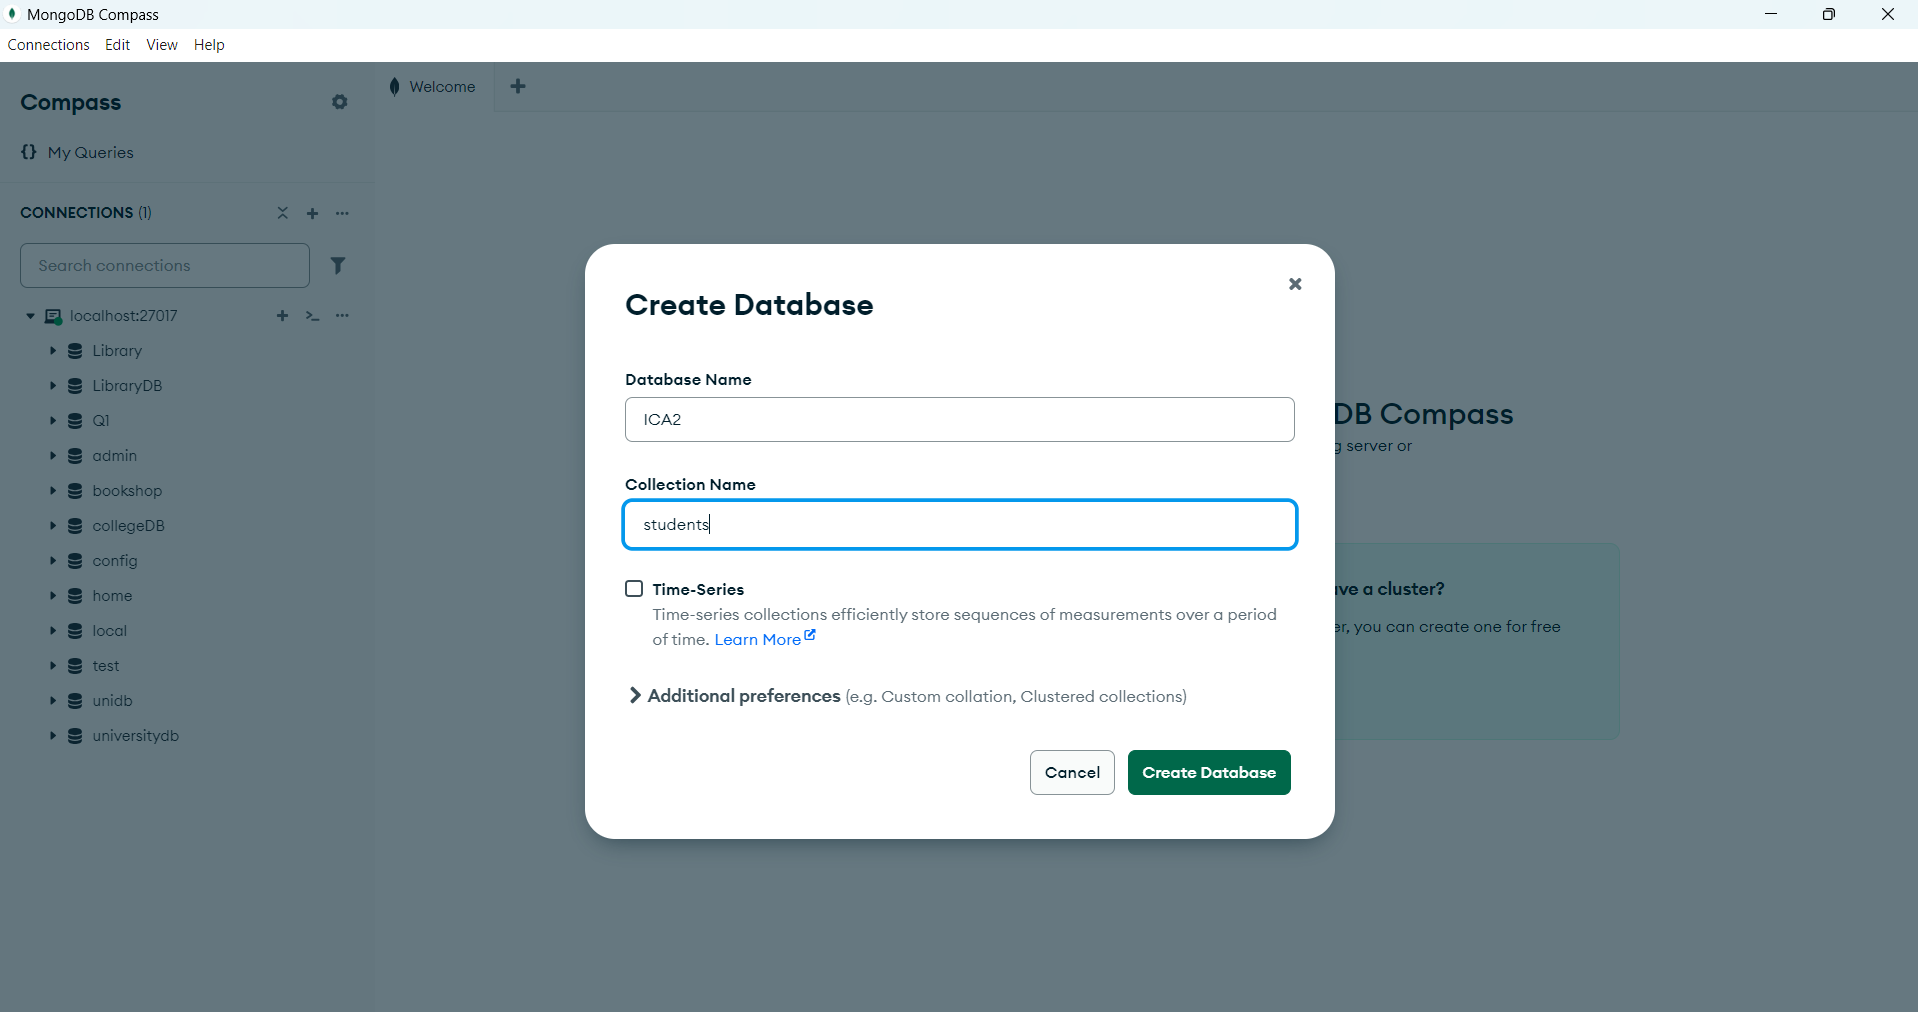 MongoDB Compass
Connections Edit View Help
Compass
My Queries
CONNECTIONS (1)
Search connections
localhost:27017
Library
LibraryDB
Q1
admin
bookshop
collegeDB
config
home
local
test
unidb
universitydb
Welcome
DB Compass
g server or
ive a cluster?
er, you can create one for free
Create Database
Database Name
ICA2
Collection Name
students
Time-Series
Time-series collections efficiently store sequences of measurements over a period
of time. Learn More
Additional preferences (e.g. Custom collation, Clustered collections)
Cancel
Create Database